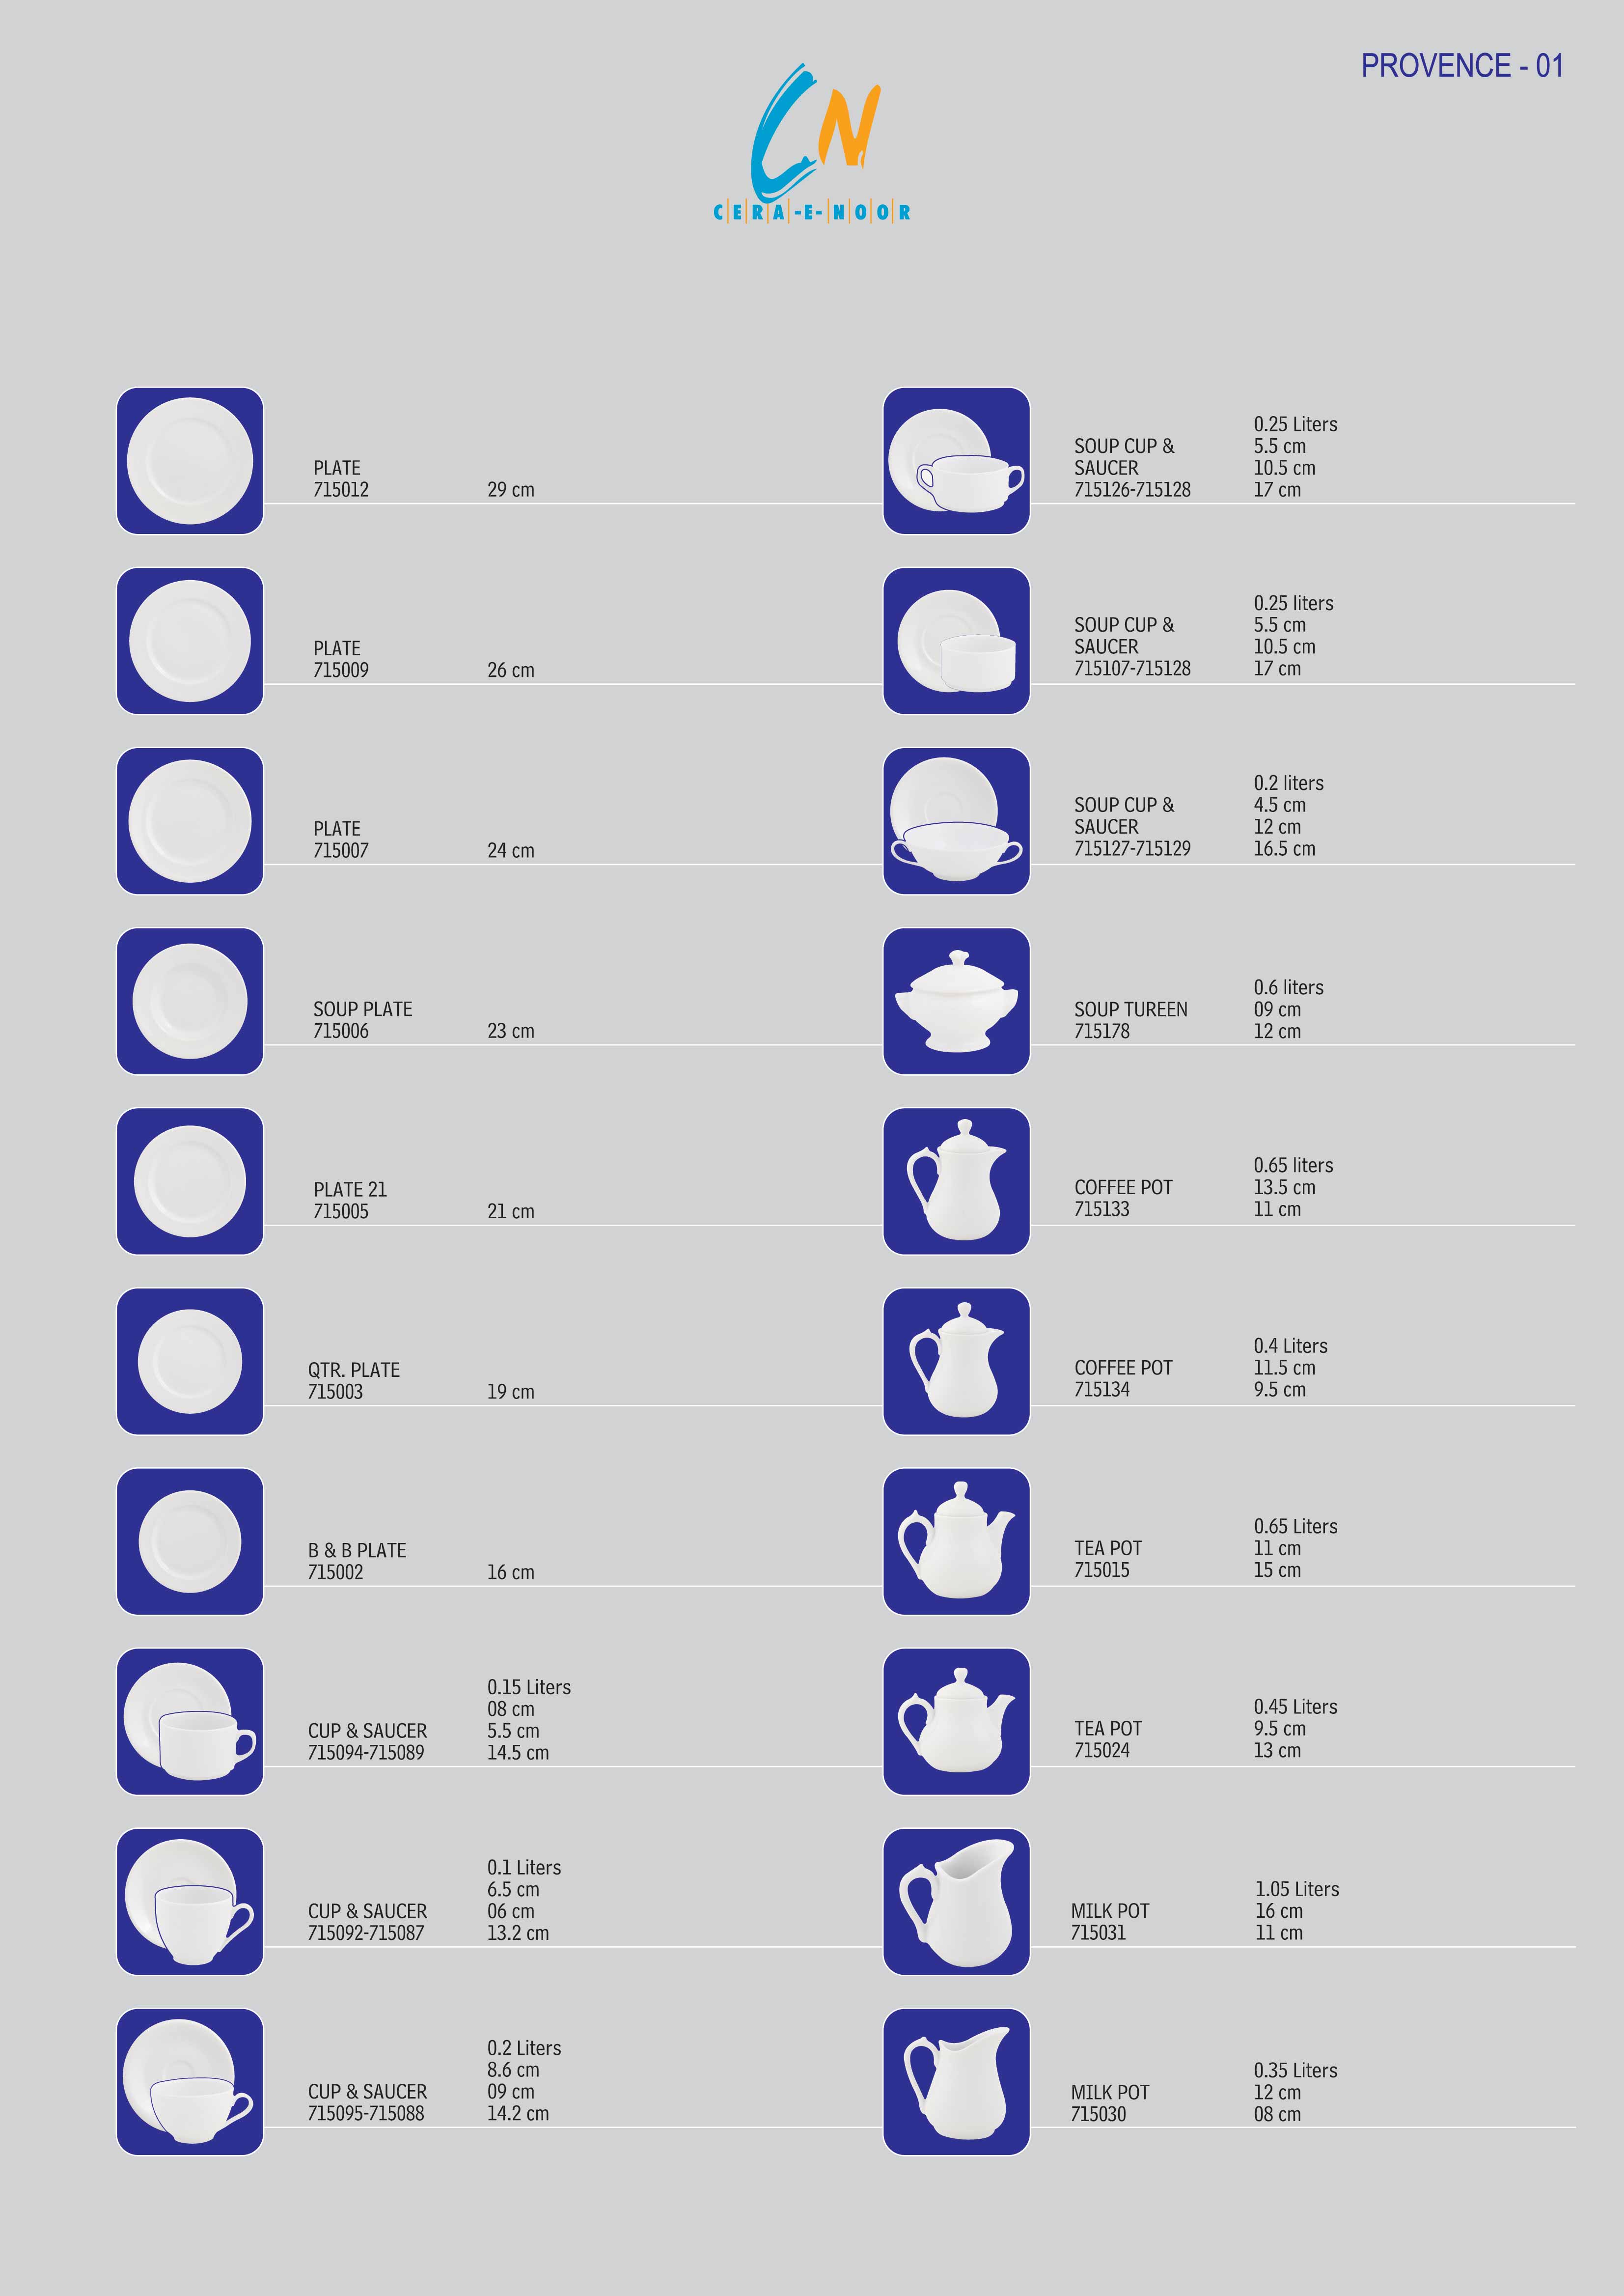 PROVENCE - 01
CN
CERA-E-NOOR
PLATE
715012 29 cm
PLATE
715009 26 cm
PLATE
715007 24 cm
SOUP PLATE
715006 23 cm
PLATE 21
715005 21 cm
QTR. PLATE
715003 19 cm
B & B PLATE
715002 16 cm
0.15 Liters
08 cm
CUP & SAUCER 5.5 cm
715094-715089 14.5 cm
0.1 Liters
6.5 cm
CUP & SAUCER 06 cm
715092-715087 13.2 cm
0.2 Liters
8.6 cm
CUP & SAUCER 09 cm
715095-715088 14.2 cm
0.25 Liters
SOUP CUP & 5.5 cm
SAUCER 10.5 cm
715126-715128 17 cm
0.25 liters
SOUP CUP & 5.5 cm
SAUCER 10.5 cm
715107-715128 17 cm
0.2 liters
SOUP CUP & 4.5 cm
SAUCER 12 cm
715127-715129 16.5 cm
0.6 liters
SOUP TUREEN 09 cm
715178 12 cm
0.65 liters
COFFEE POT 13.5 cm
715133 11 cm
0.4 Liters
COFFEE POT 11.5 cm
715134 9.5 cm
0.65 Liters
TEA POT 11 cm
715015 15 cm
0.45 Liters
TEA POT 9.5 cm
715024 13 cm
1.05 Liters
MILK POT 16 cm
715031 11 cm
0.35 Liters
MILK POT 12 cm
715030 08 cm